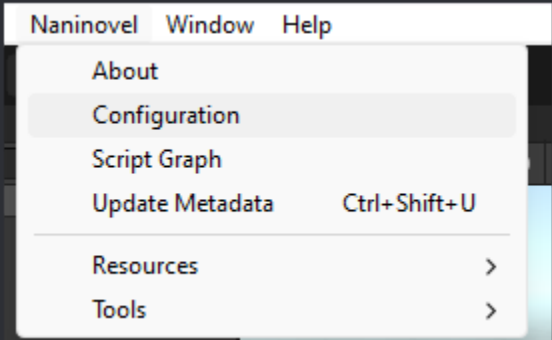 Naninovel Window Help
About
Configuration
Script Graph
Update Metadata Ctrl+Shift+U
Resources
Tools